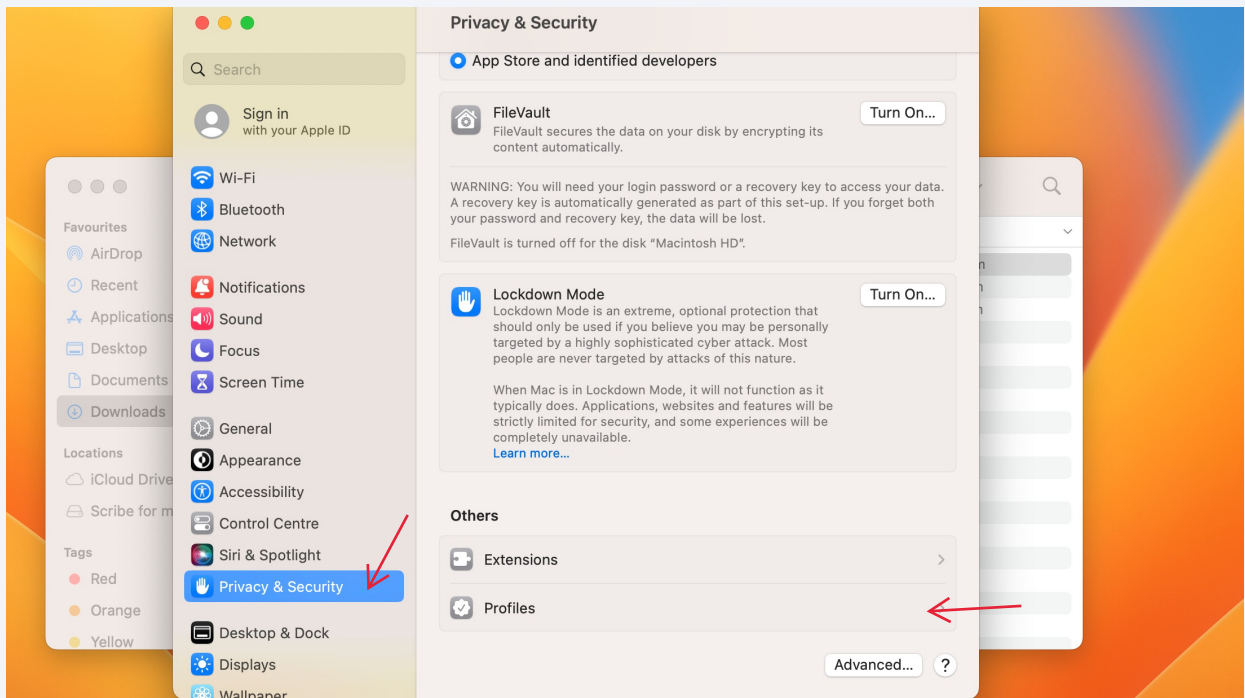 Privacy & Security
Search
App Store and identified developers
Sign in
with your Apple ID
FileVault
Turn On...
FileVault secures the data on your disk by encrypting its
content automatically.
WARNING: You will need your login password or a recovery key to access your data.
A recovery key is automatically generated as part of this set-up. If you forget both
your password and recovery key, the data will be lost.
FileVault is turned off for the disk “Macintosh HD”.
Wi-Fi
Bluetooth
Network
Notifications
Sound
Focus
Screen Time
General
Appearance
Accessibility
Control Centre
Siri & Spotlight
Privacy & Security
Desktop & Dock
Displays
Wallpaper
Lockdown Mode
Turn On...
Lockdown Mode is an extreme, optional protection that
should only be used if you believe you may be personally
targeted by a highly sophisticated cyber attack. Most
people are never targeted by attacks of this nature.
When Mac is in Lockdown Mode, it will not function as it
typically does. Applications, websites and features will be
strictly limited for security, and some experiences will be
completely unavailable.
Learn more...
Others
Extensions
Profiles
Advanced...
?
Favourites
AirDrop
Recent
Applications
Desktop
Documents
Downloads
Locations
iCloud Drive
Scribe for m
Tags
Red
Orange
Yellow